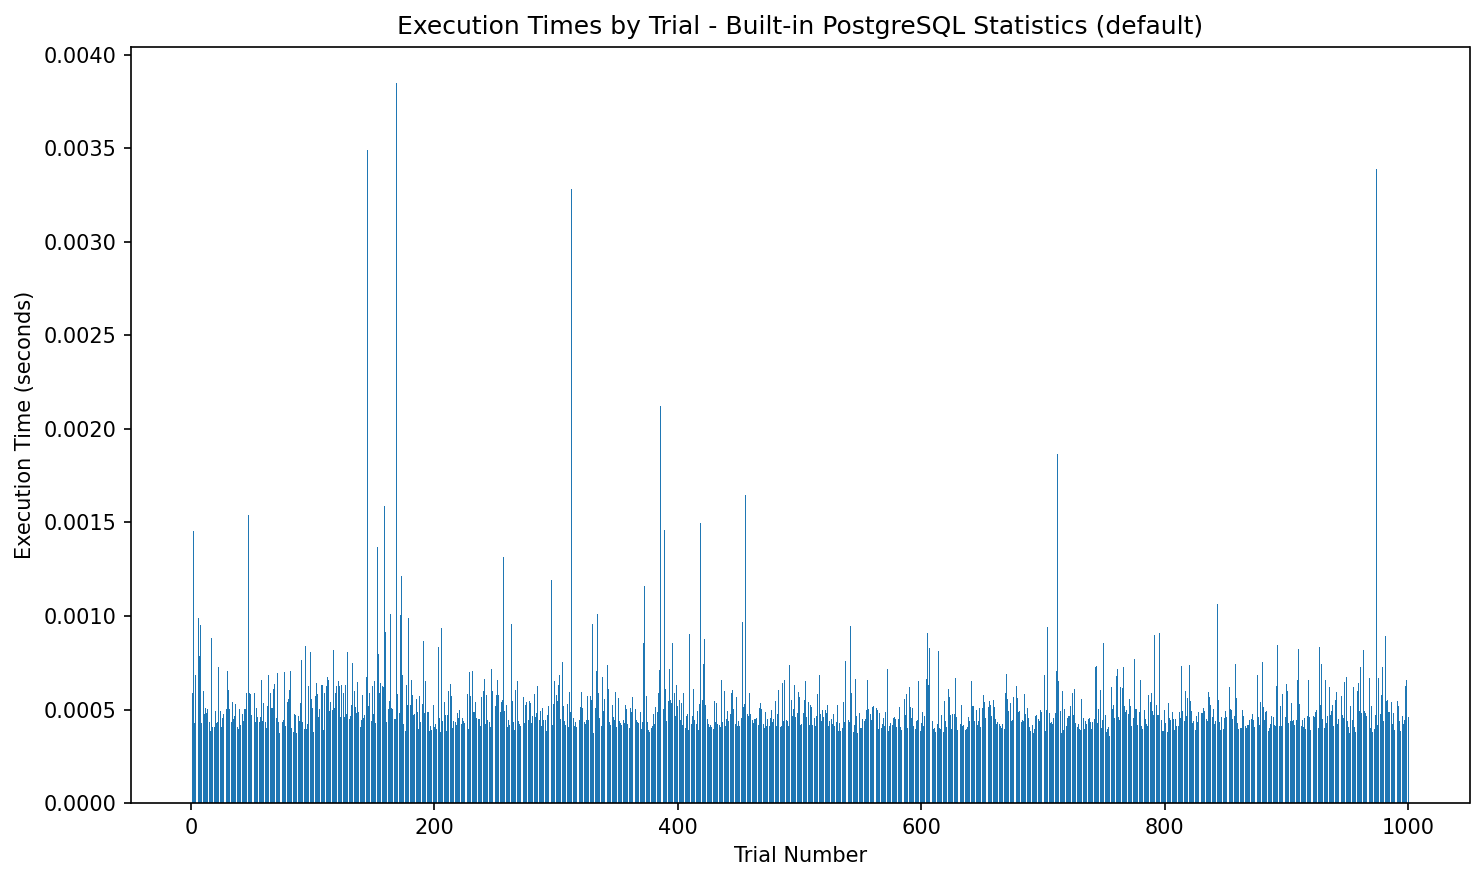 Execution Times by Trial - Built-in PostgreSQL Statistics (default)
Execution Time (seconds)
0.0040
0.0035
0.0030
0.0025
0.0020
0.0015
0.0010
0.0005
0.0000
0 200 400 600 800 1000
Trial Number